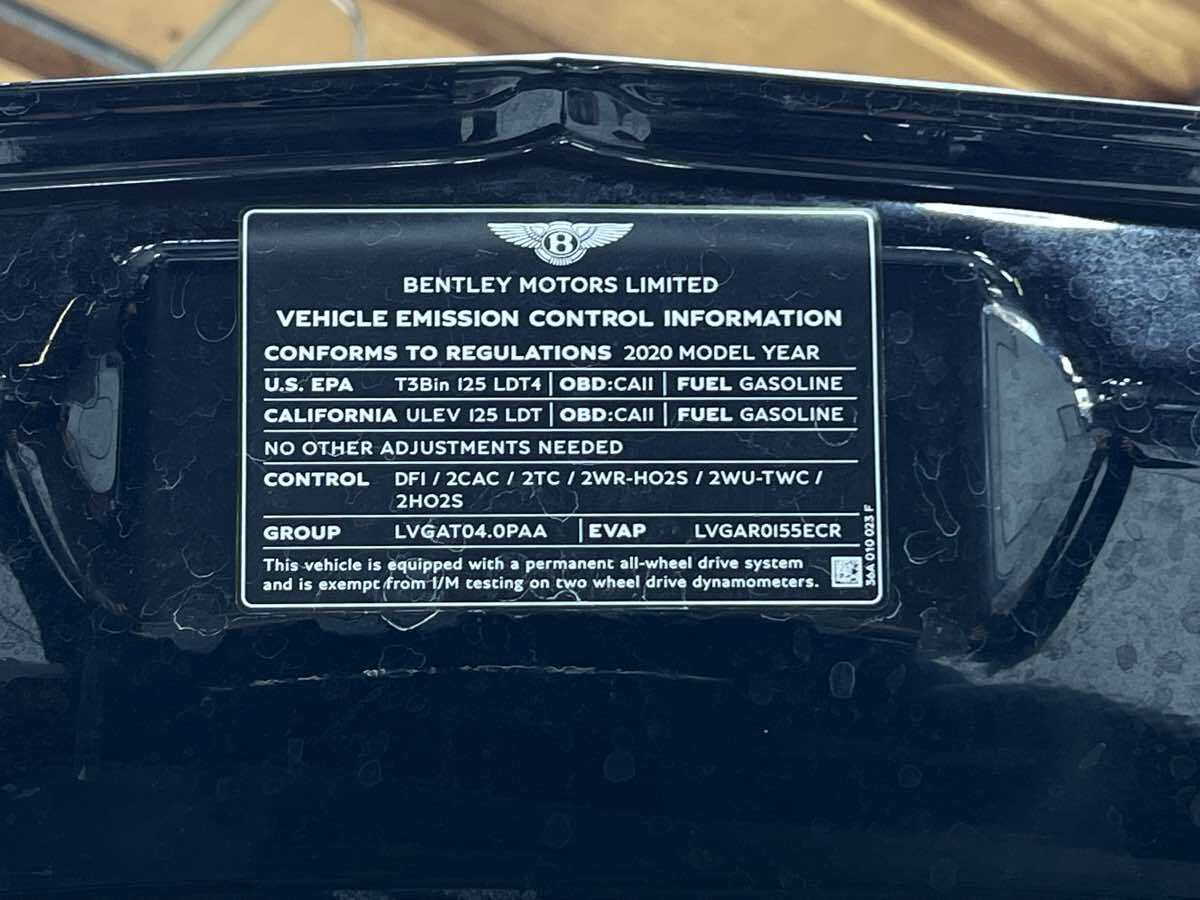 B
BENTLEY MOTORS LIMITED
VEHICLE EMISSION CONTROL INFORMATION
CONFORMS TO REGULATIONS 2020 MODEL YEAR
U.S. EPA T3Bin 125 LDT4 OBD:CAII FUEL GASOLINE
CALIFORNIA ULEV 125 LDT OBD:CAII FUEL GASOLINE
NO OTHER ADJUSTMENTS NEEDED
CONTROL DFI / 2CAC / 2TC / 2WR-HO2S / 2WU-TWC /
2HO2S
GROUP LVGAT04.0PAA EVAP LVGAR0155ECR
This vehicle is equipped with a permanent all-wheel drive system
and is exempt from I/M testing on two wheel drive dynamometers.
36A 010 023 F